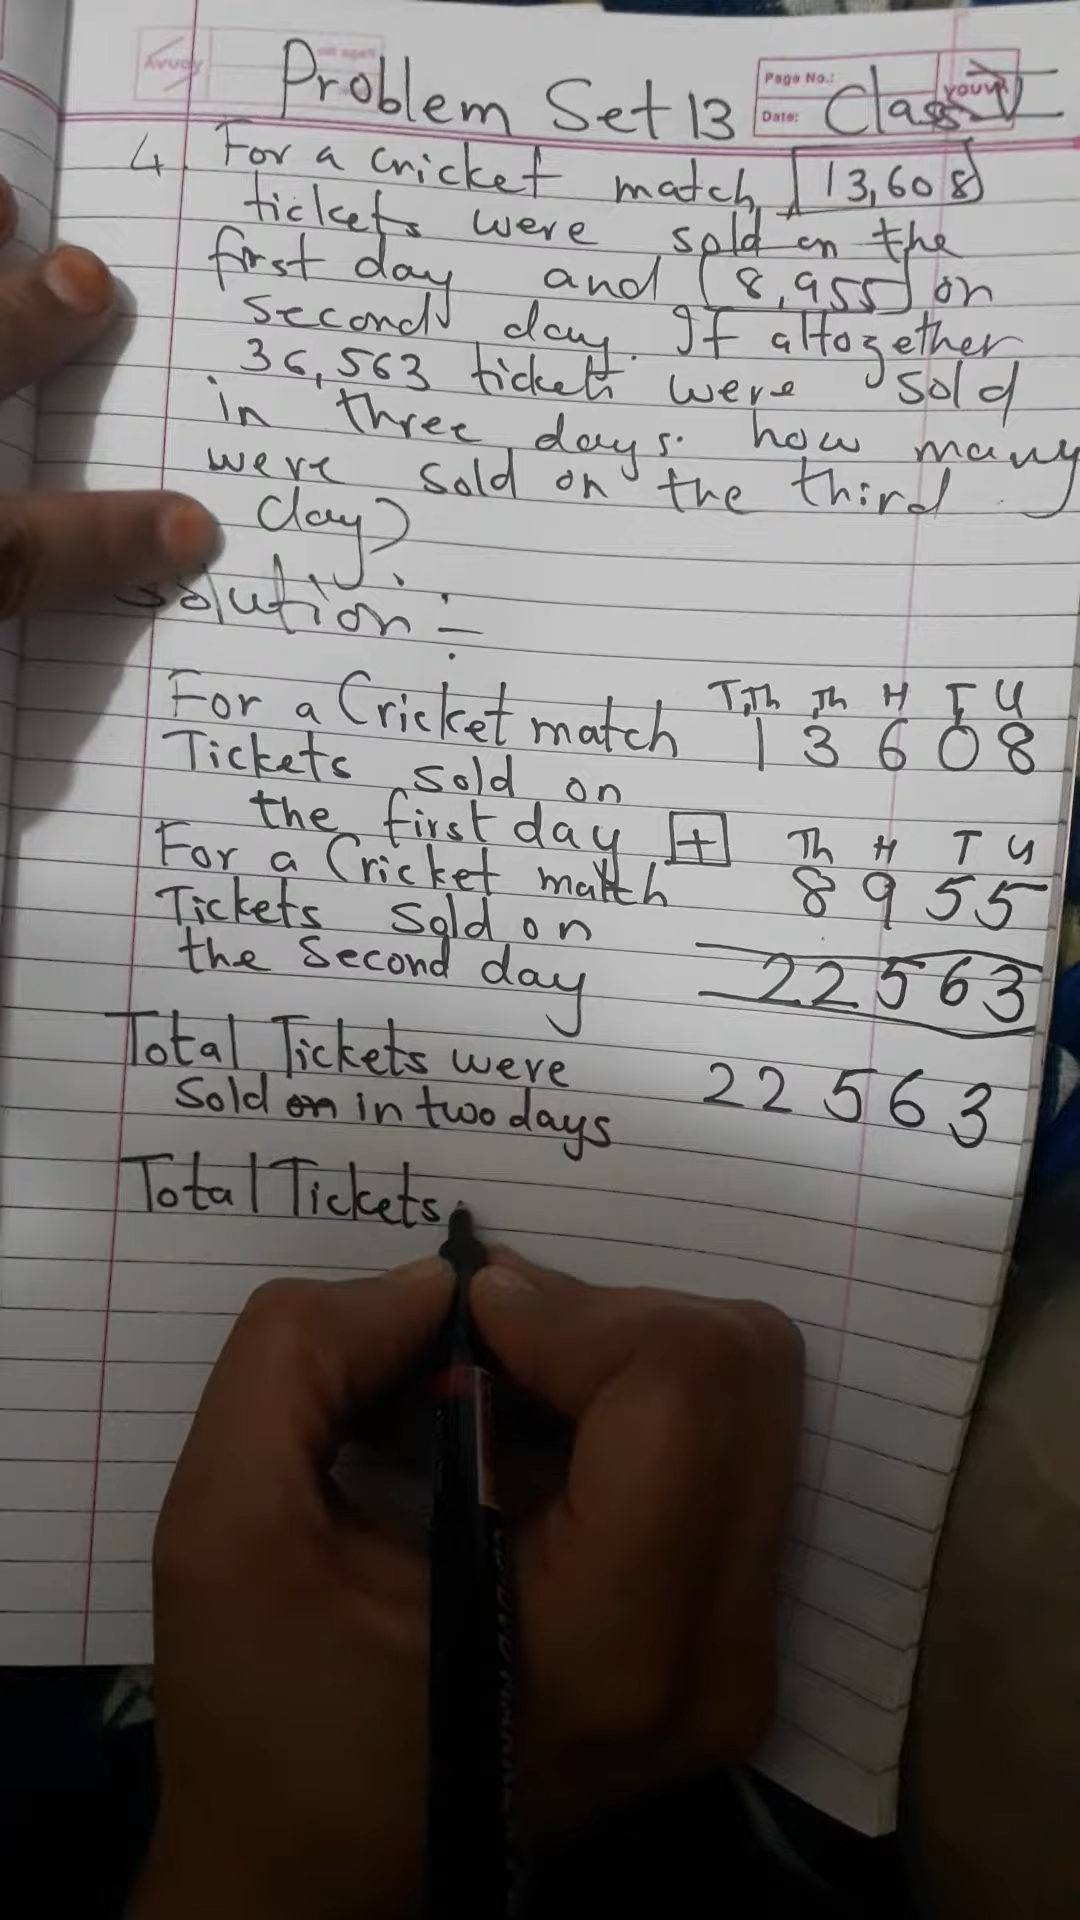 Problem Set 13
Page No.:
Date:
Class V
youva
4. For a cricket match 13,608
tickets were sold on the
first day and 8,955 on
second day. If altogether
36,563 tickets were sold
in three days. how many
were sold on the third
day?
Solution :-
For a Cricket match T,Th Th H T U
1 3 6 0 8
Tickets sold on
the first day + Th H T U
For a Cricket match 8 9 5 5
Tickets sold on
the second day 2 2 5 6 3
Total Tickets were
sold on in two days 2 2 5 6 3
Total Tickets